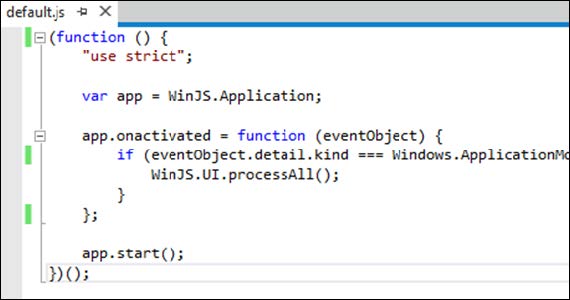 default.js
(function () {
"use strict";
var app = WinJS.Application;
app.onactivated = function (eventObject) {
if (eventObject.detail.kind === Windows.ApplicationMo
WinJS.UI.processAll();
}
};
app.start();
})();